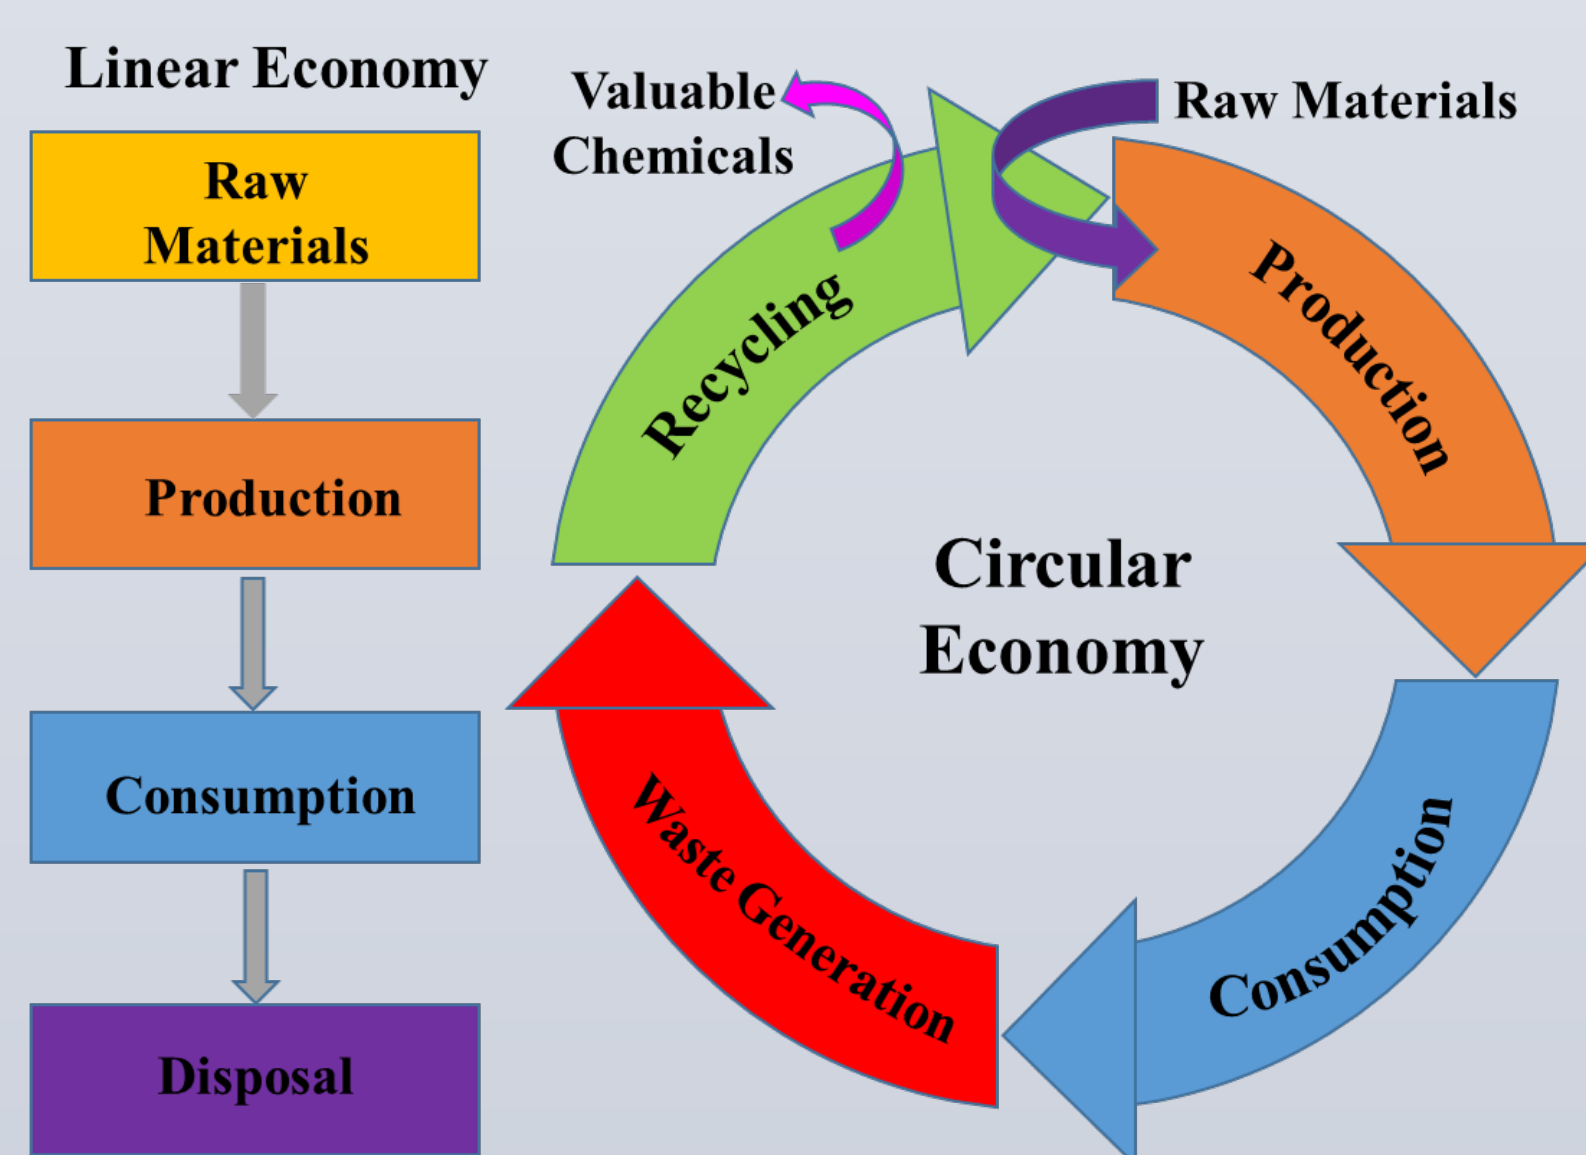 Linear Economy
Raw
Materials
Production
Consumption
Disposal
Valuable
Chemicals
Raw Materials
Recycling
Production
Circular
Economy
Waste Generation
Consumption